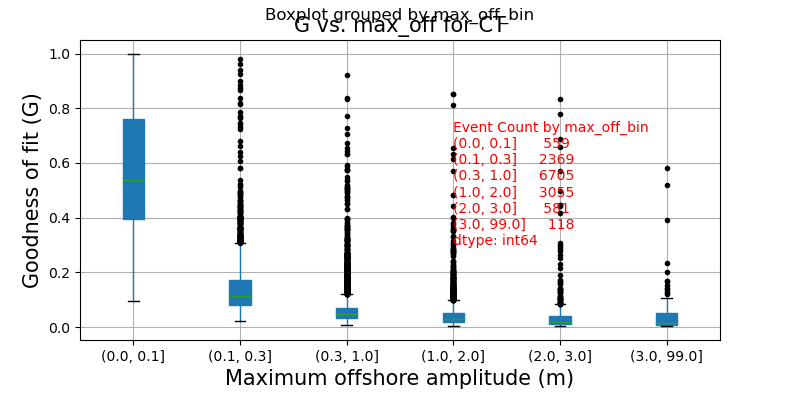 Boxplot grouped by max_off_bin
G vs. max_off for CT
Goodness of fit (G)
1.0
0.8
0.6
0.4
0.2
0.0
Event Count by max_off_bin
(0.0, 0.1] 559
(0.1, 0.3] 2369
(0.3, 1.0] 6705
(1.0, 2.0] 3055
(2.0, 3.0] 581
(3.0, 99.0] 118
dtype: int64
(0.0, 0.1] (0.1, 0.3] (0.3, 1.0] (1.0, 2.0] (2.0, 3.0] (3.0, 99.0]
Maximum offshore amplitude (m)